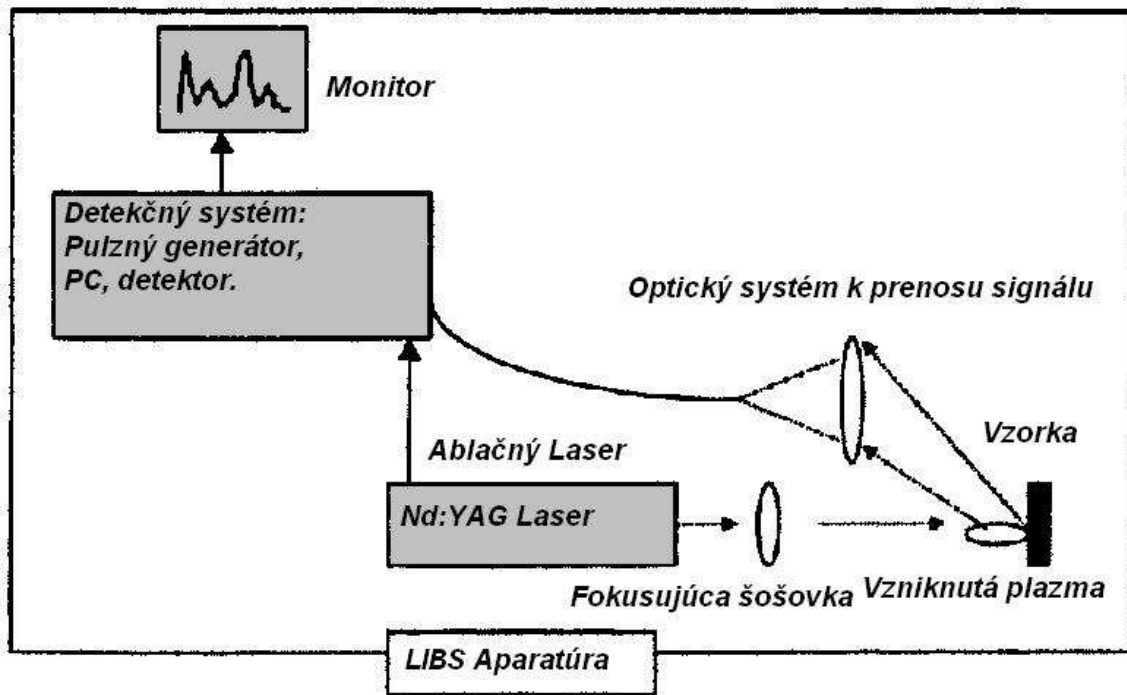 Monitor
Detekčný systém:
Pulzný generátor,
PC, detektor.
Optický systém k prenosu signálu
Vzorka
Ablačný Laser
Nd:YAG Laser
Fokusujúca šošovka
Vzniknutá plazma
LIBS Aparatúra